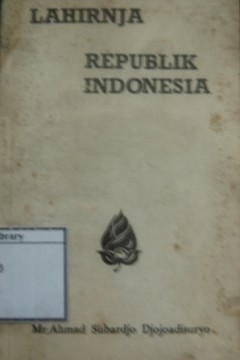 LAHIRNJA
REPUBLIK
INDONESIA
Mr Ahmad Subardjo Djojoadisuryo.